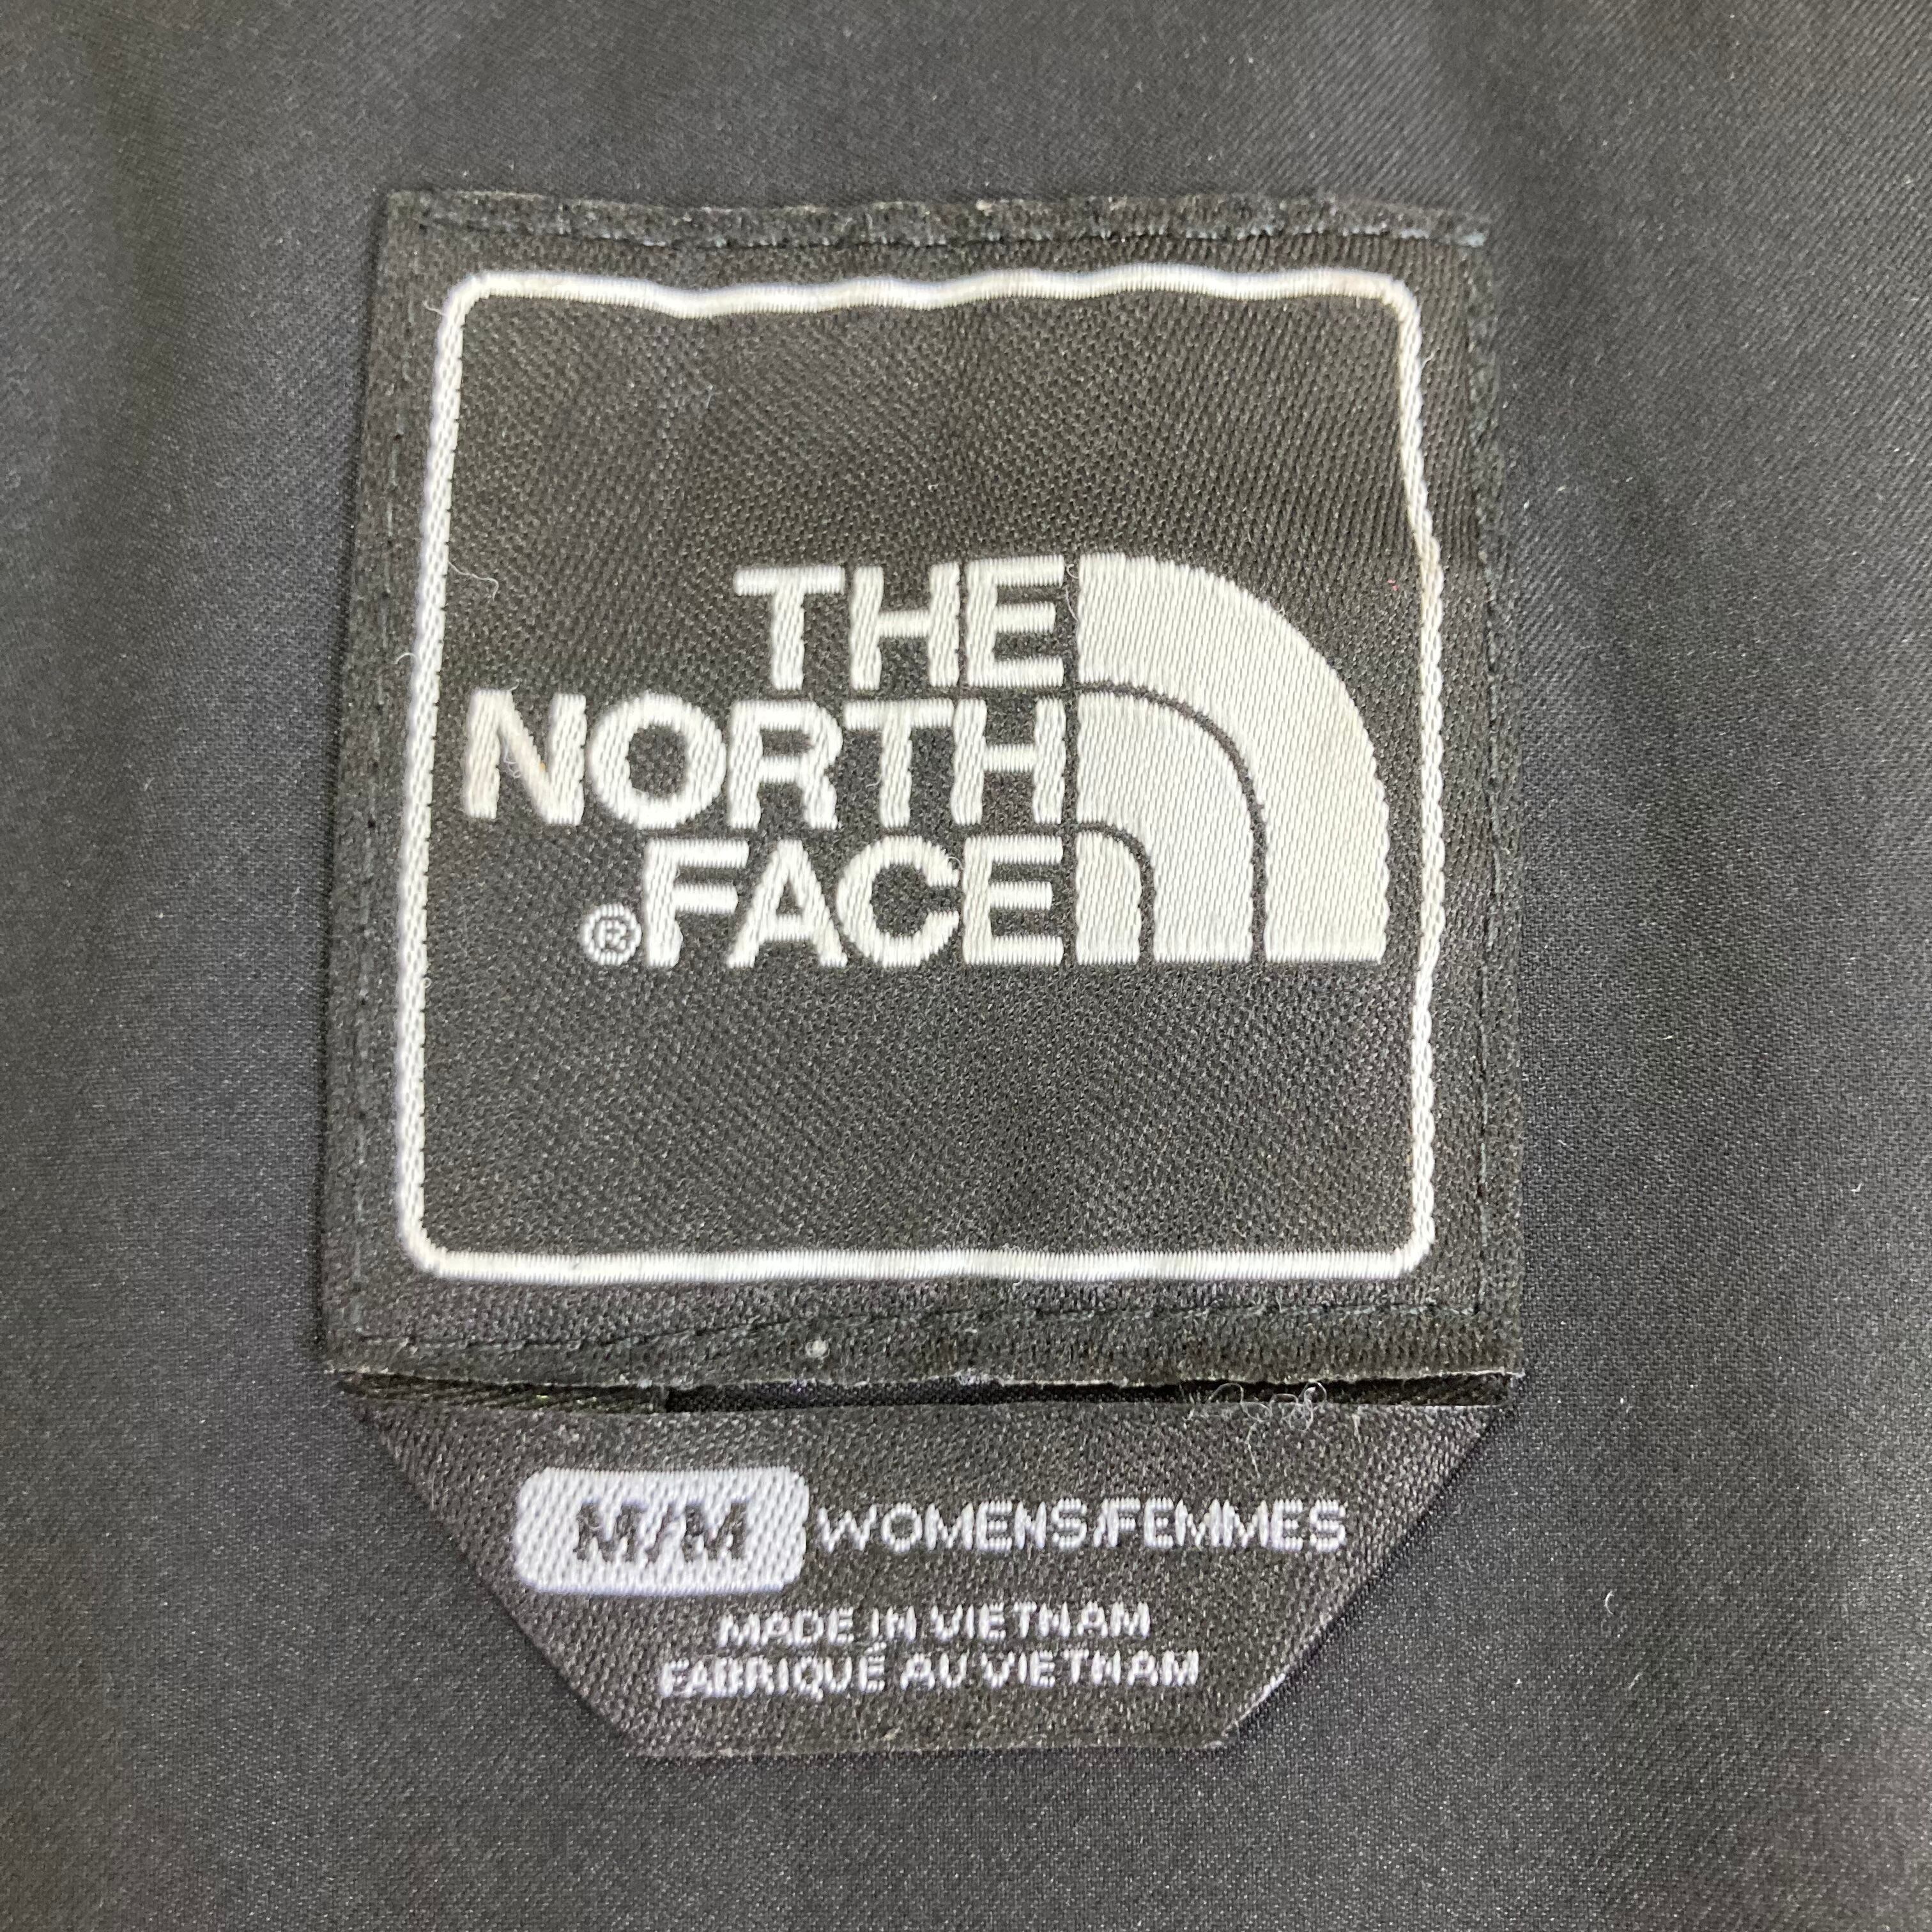 THE
NORTH
®FACE
M/M WOMENS/FEMMES
MADE IN VIETNAM
FABRIQUÉ AU VIETNAM